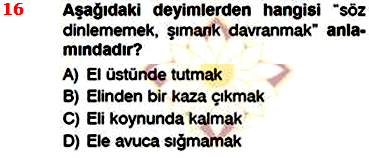 16 Aşağıdaki deyimlerden hangisi "söz
dinlememek, şımarık davranmak" anla-
mındadır?
A) El üstünde tutmak
B) Elinden bir kaza çıkmak
C) Eli koynunda kalmak
D) Ele avuca sığmamak